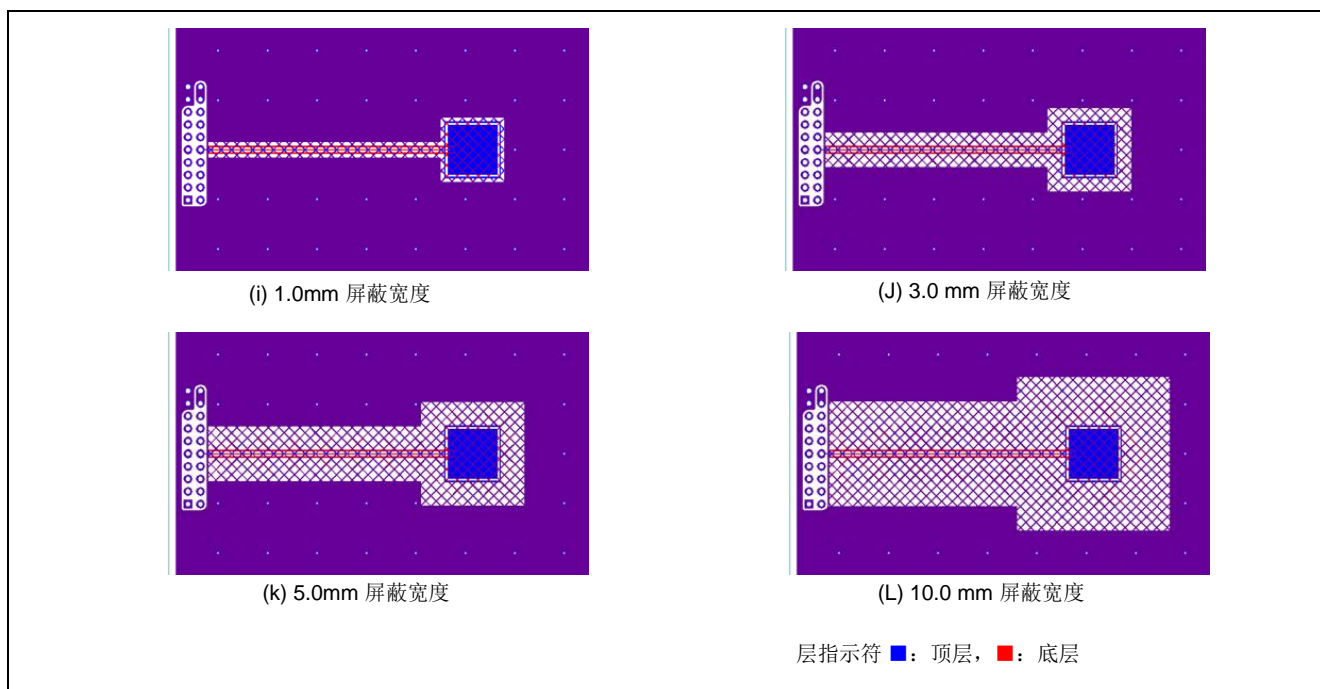 (i) 1.0mm 屏蔽宽度
(J) 3.0 mm 屏蔽宽度
(k) 5.0mm 屏蔽宽度
(L) 10.0 mm 屏蔽宽度
层指示符 ■：顶层，■：底层